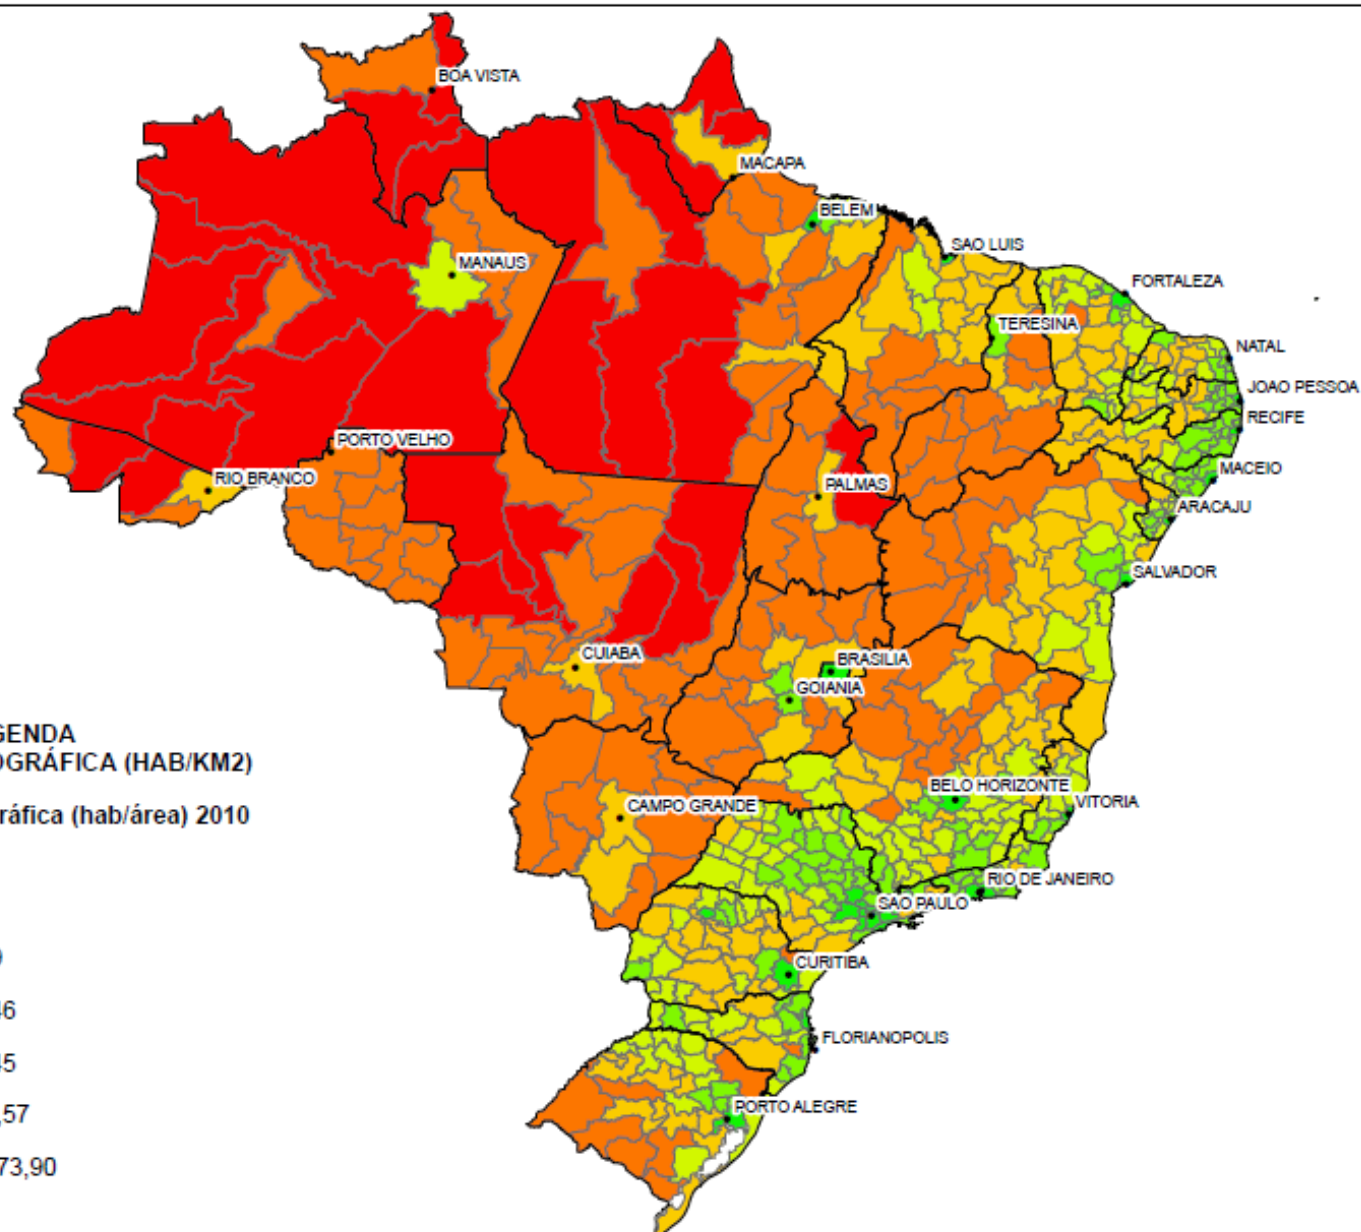 BOA VISTA
MACAPA
BELEM
SAO LUIS
MANAUS
FORTALEZA
TERESINA
NATAL
JOAO PESSOA
RECIFE
PORTO VELHO
MACEIO
RIO BRANCO
PALMAS
ARACAJU
SALVADOR
CUIABA
BRASILIA
GOIANIA
GENDA
OGRÁFICA (HAB/KM2)
ráfica (hab/área) 2010
BELO HORIZONTE
CAMPO GRANDE
VITORIA
RIO DE JANEIRO
SAO PAULO
CURITIBA
46
FLORIANOPOLIS
45
,57
PORTO ALEGRE
73,90